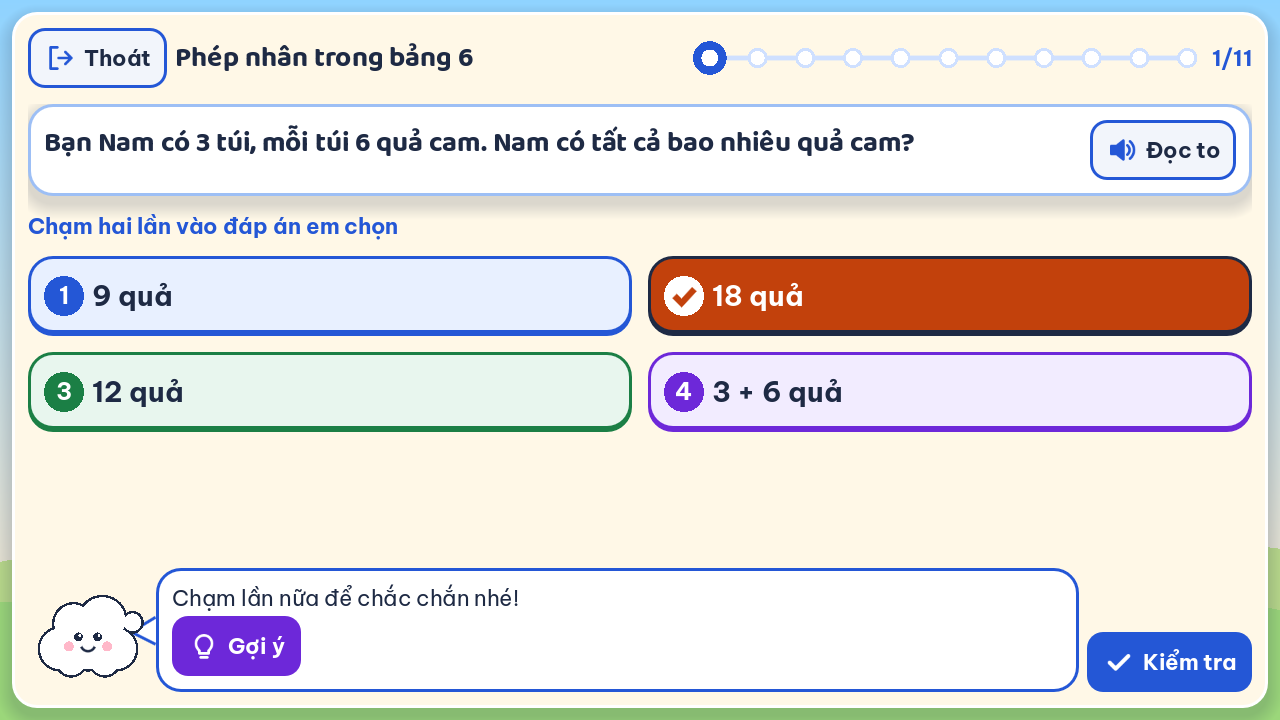 Thoát
Phép nhân trong bảng 6
1/11
Bạn Nam có 3 túi, mỗi túi 6 quả cam. Nam có tất cả bao nhiêu quả cam?
Đọc to
Chạm hai lần vào đáp án em chọn
1 9 quả
18 quả
3 12 quả
4 3 + 6 quả
Chạm lần nữa để chắc chắn nhé!
Gợi ý
Kiểm tra